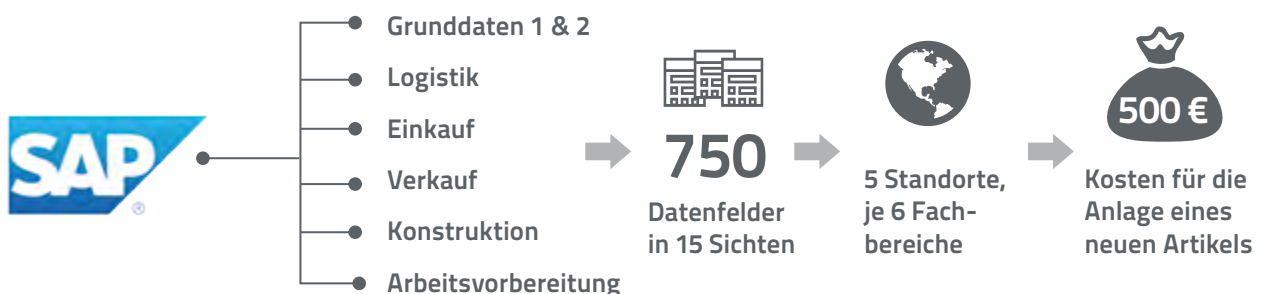 SAP
®
Grunddaten 1 & 2
Logistik
Einkauf
Verkauf
Konstruktion
Arbeitsvorbereitung
750
Datenfelder
in 15 Sichten
5 Standorte,
je 6 Fach-
bereiche
500 €
Kosten für die
Anlage eines
neuen Artikels